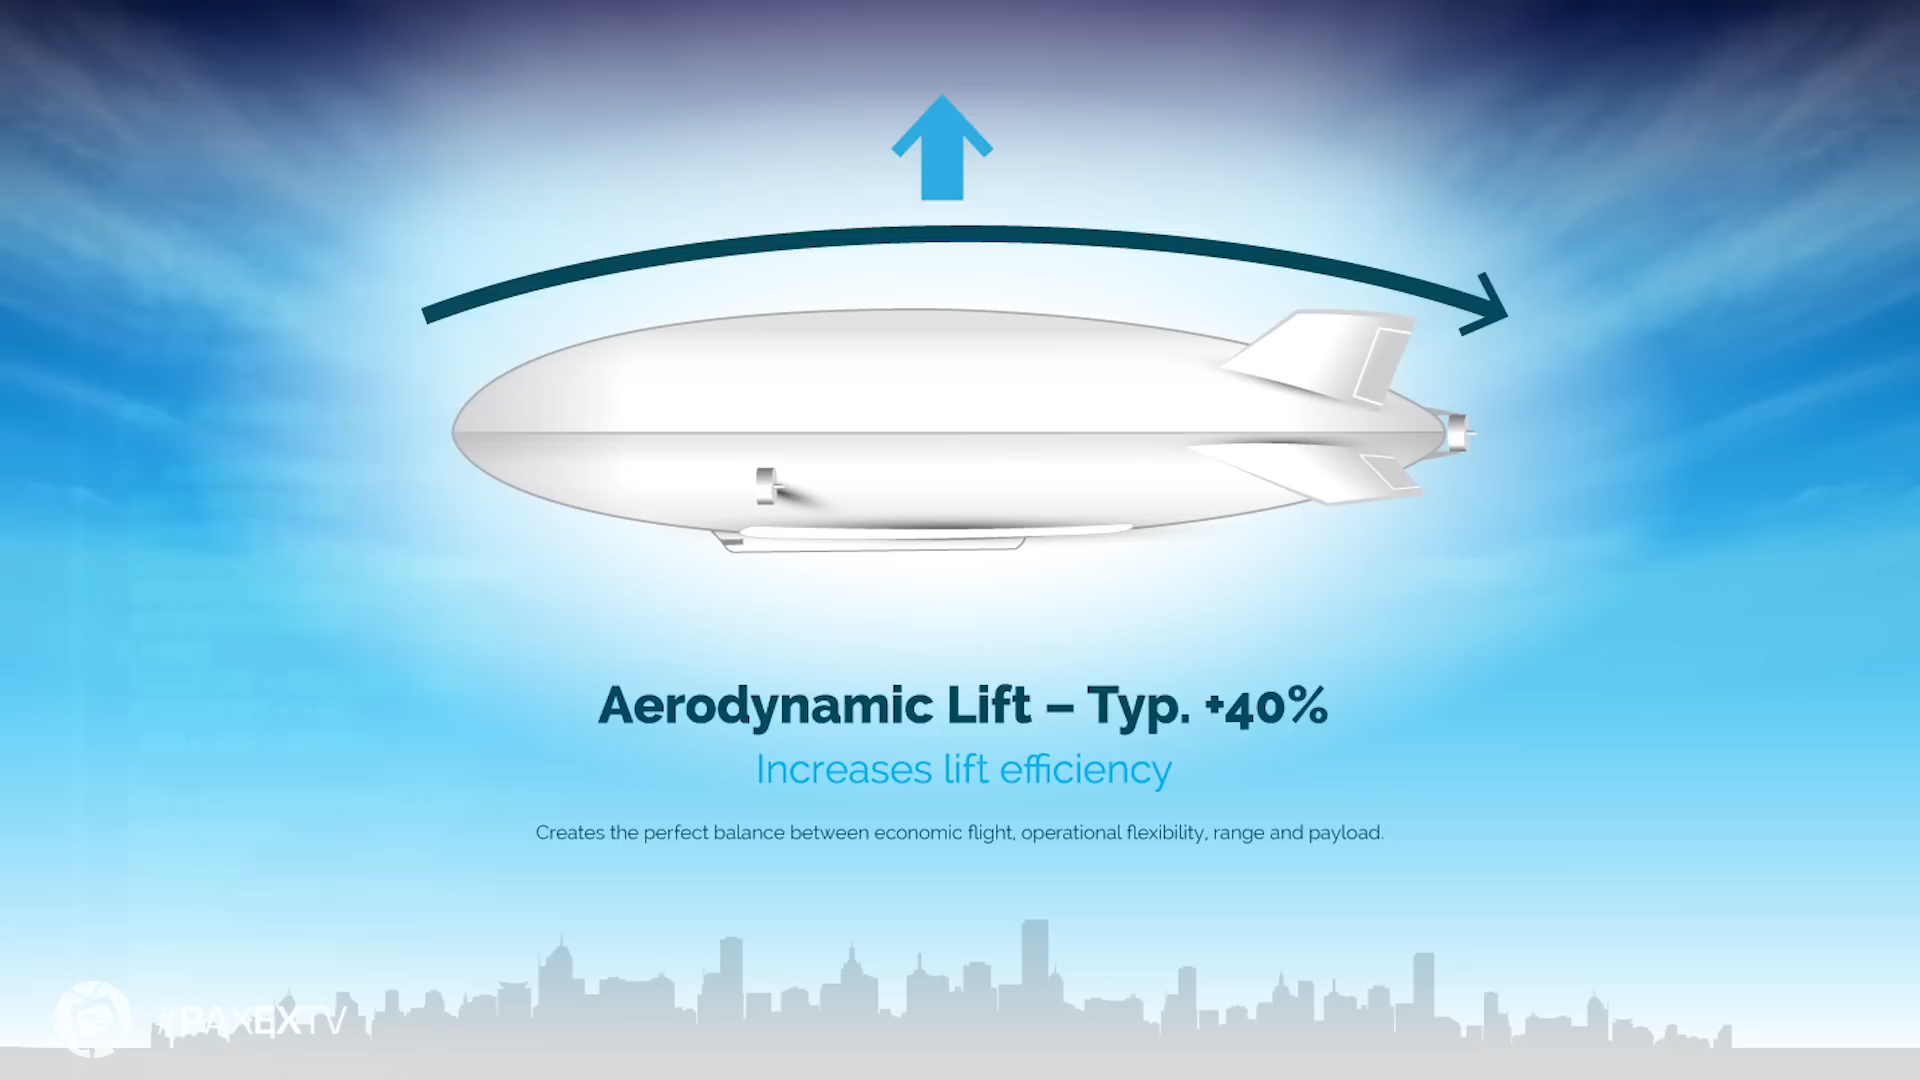 Aerodynamic Lift – Typ. +40%
Increases lift efficiency
Creates the perfect balance between economic flight, operational flexibility, range and payload.
#PAXEXTV